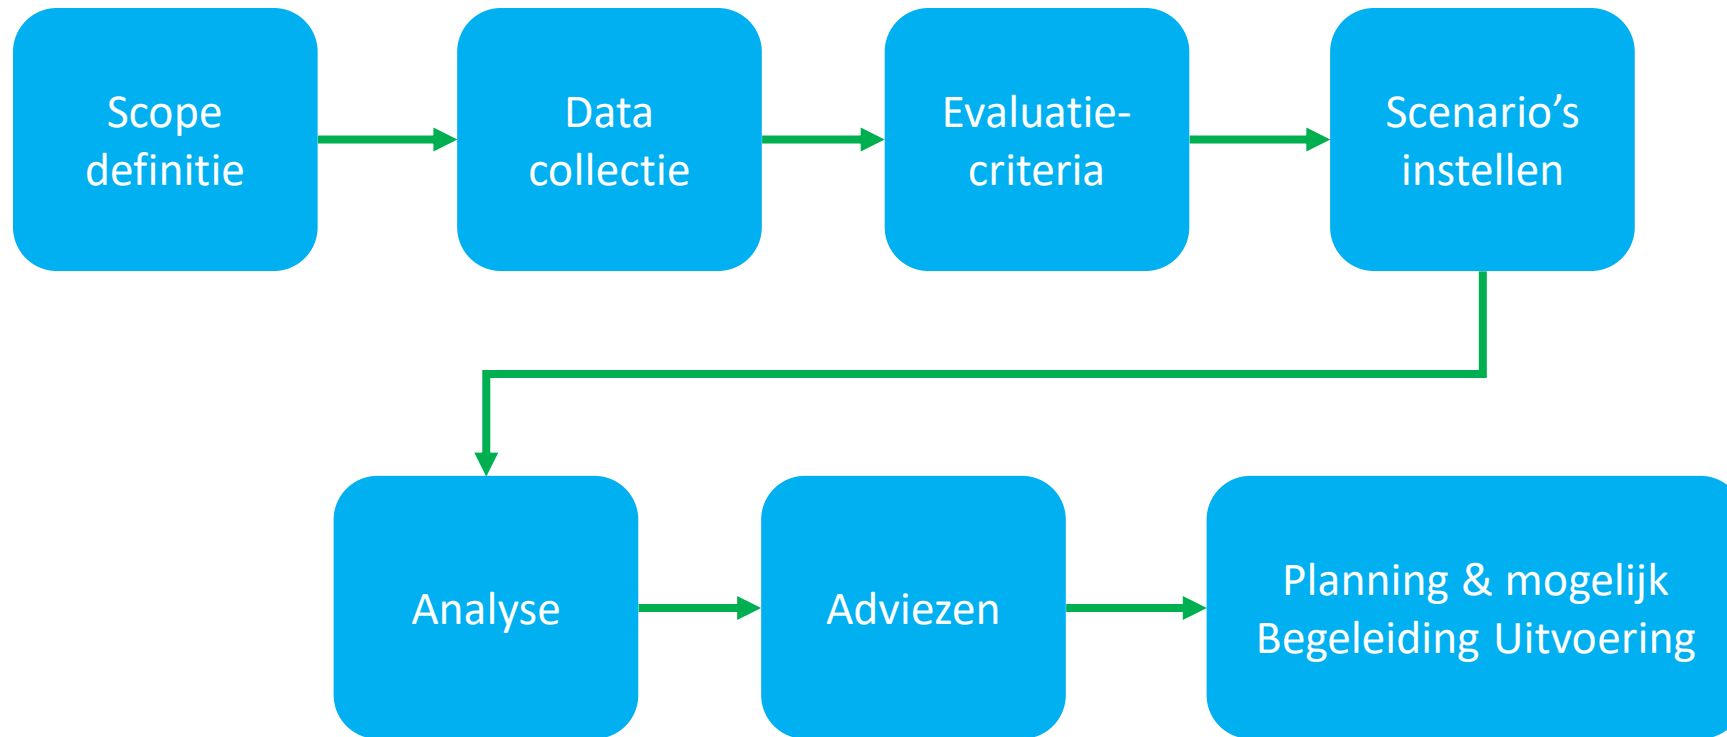 Scope
definitie
Data
collectie
Evaluatie-
criteria
Scenario’s
instellen
Analyse
Adviezen
Planning & mogelijk
Begeleiding Uitvoering